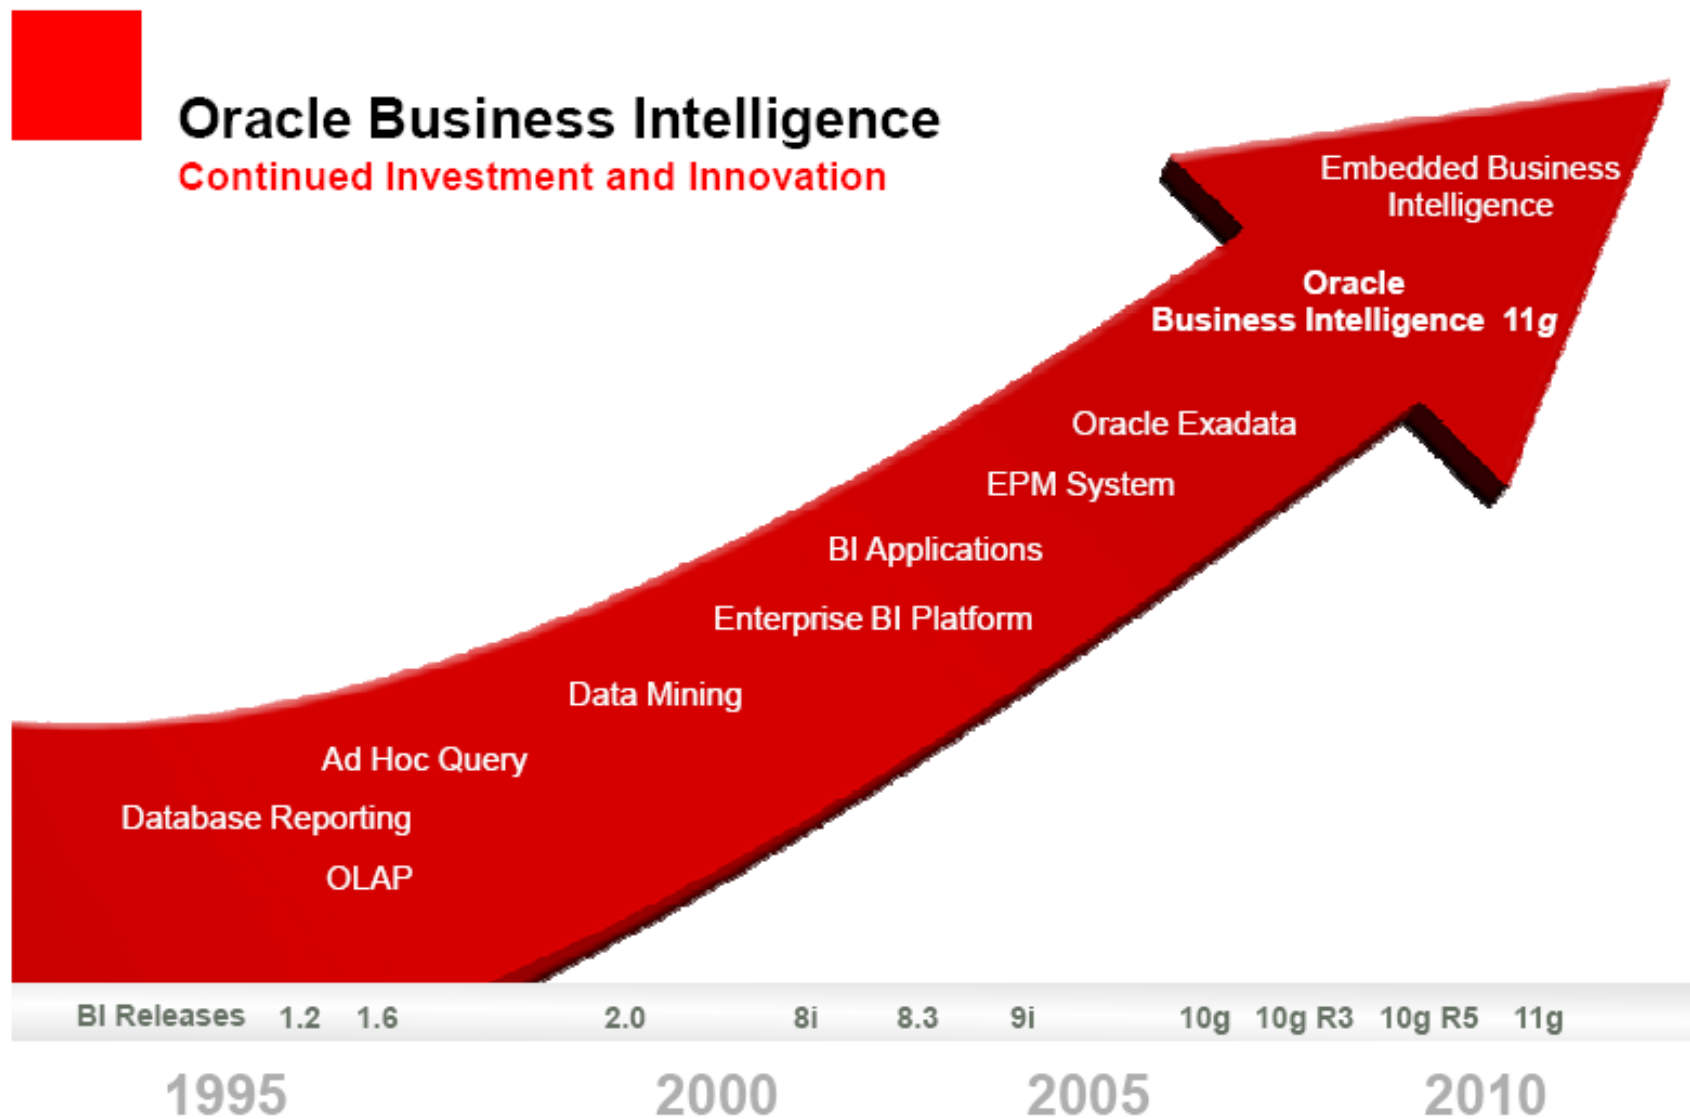 Oracle Business Intelligence
Continued Investment and Innovation
Embedded Business
Intelligence
Oracle
Business Intelligence 11g
Oracle Exadata
EPM System
BI Applications
Enterprise BI Platform
Data Mining
Ad Hoc Query
Database Reporting
OLAP
BI Releases 1.2 1.6 2.0 8i 8.3 9i 10g 10g R3 10g R5 11g
1995 2000 2005 2010